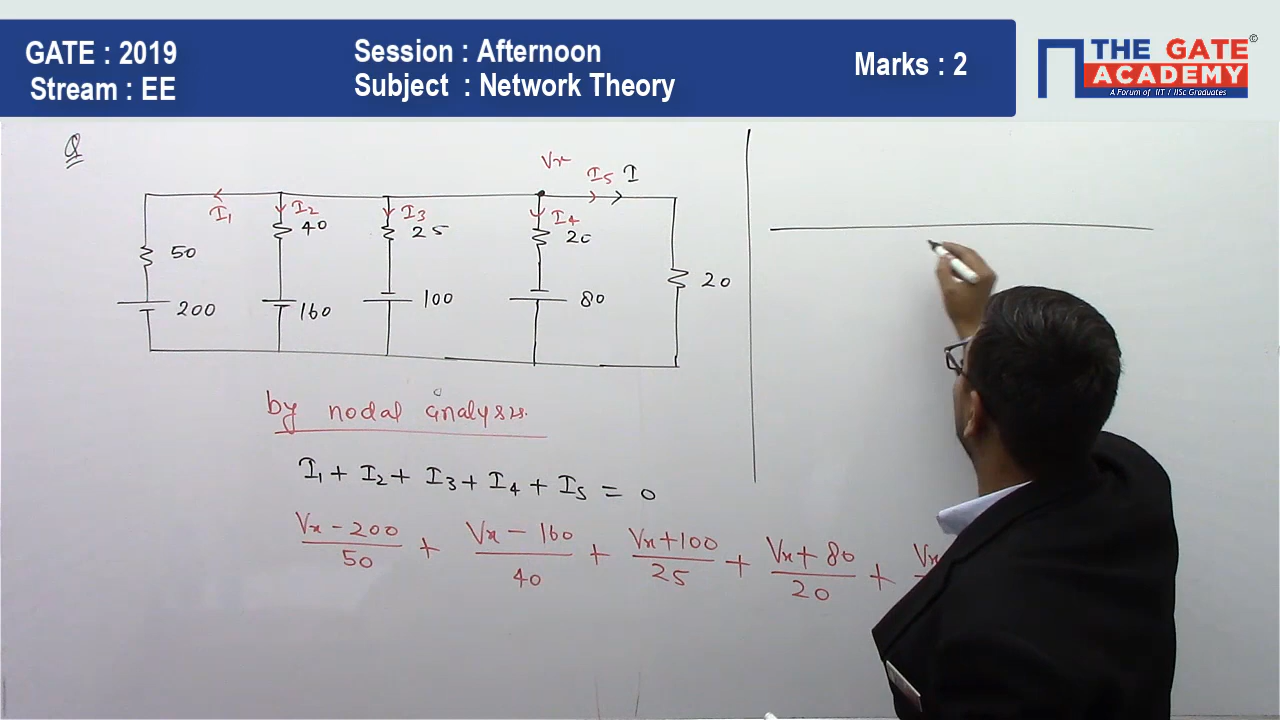 GATE : 2019
Stream : EE
Session : Afternoon
Subject : Network Theory
Marks : 2
THE GATE
ACADEMY
©
A Forum of IIT / IISc Graduates
Q
Vx
I5 I
I1
I2
40
I3
25
I4
20
50
200
160
100
80
20
by nodal analysis.
I1 + I2 + I3 + I4 + I5 = 0
Vx - 200 / 50 + Vx - 160 / 40 + Vx + 100 / 25 + Vx + 80 / 20 + Vx